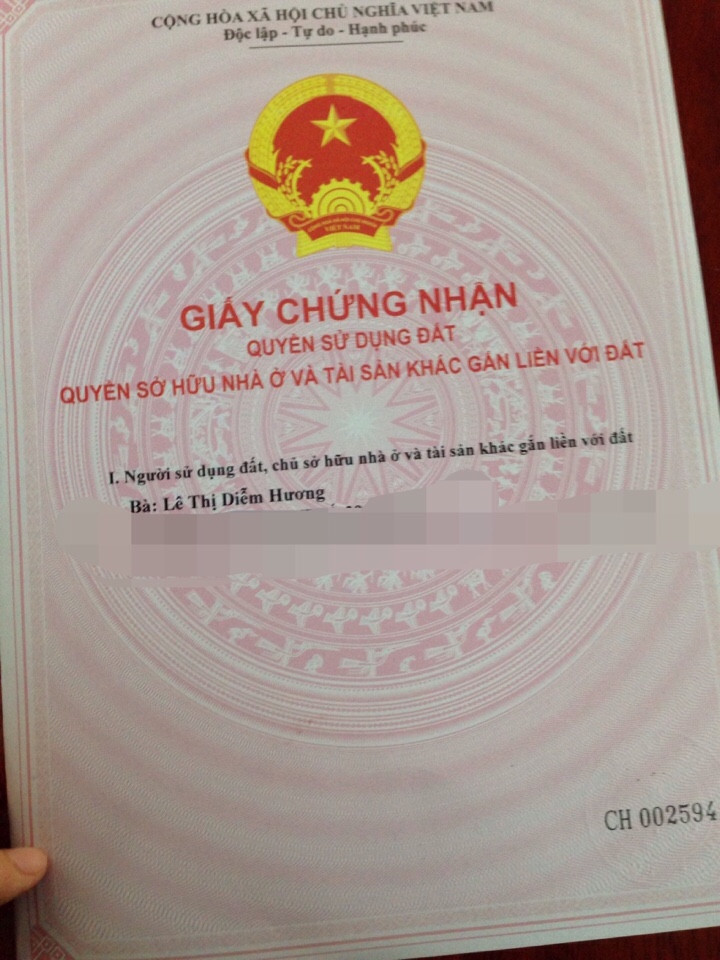 CỘNG HÒA XÃ HỘI CHỦ NGHĨA VIỆT NAM
Độc lập - Tự do - Hạnh phúc
VIỆT NAM
GIẤY CHỨNG NHẬN
QUYỀN SỬ DỤNG ĐẤT
QUYỀN SỞ HỮU NHÀ Ở VÀ TÀI SẢN KHÁC GẮN LIỀN VỚI ĐẤT
I. Người sử dụng đất, chủ sở hữu nhà ở và tài sản khác gắn liền với đất
Bà: Lê Thị Diễm Hương
CH 002594